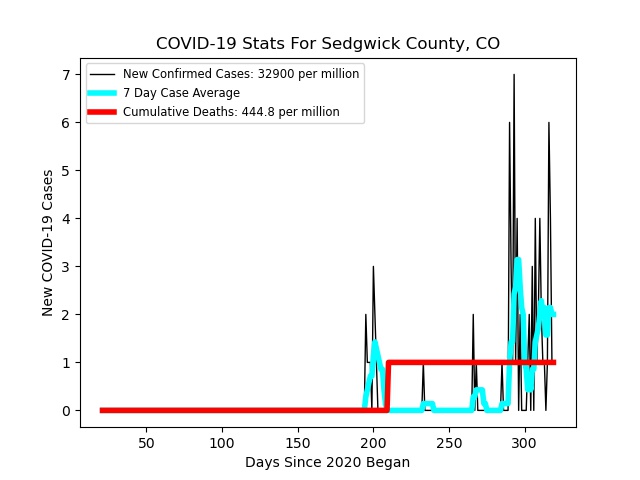 COVID-19 Stats For Sedgwick County, CO
New Confirmed Cases: 32900 per million
7 Day Case Average
Cumulative Deaths: 444.8 per million
New COVID-19 Cases
7
6
5
4
3
2
1
0
50 100 150 200 250 300
Days Since 2020 Began